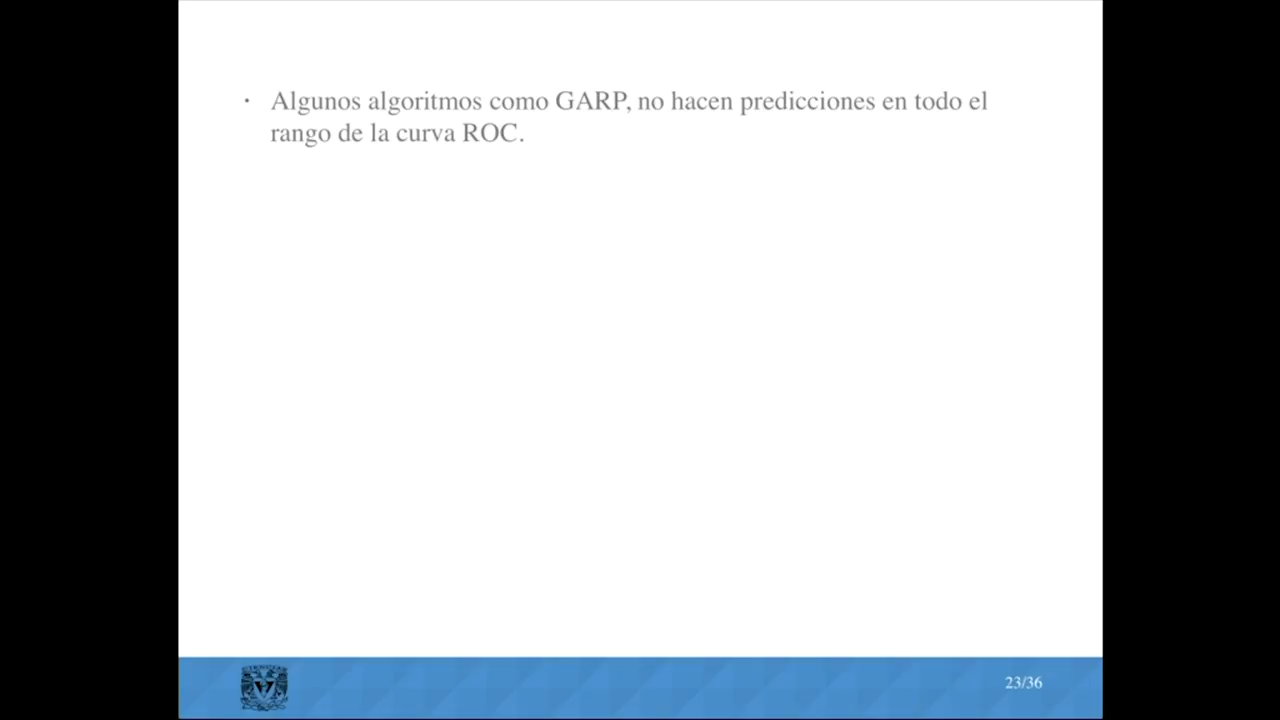 · Algunos algoritmos como GARP, no hacen predicciones en todo el
rango de la curva ROC.
23/36